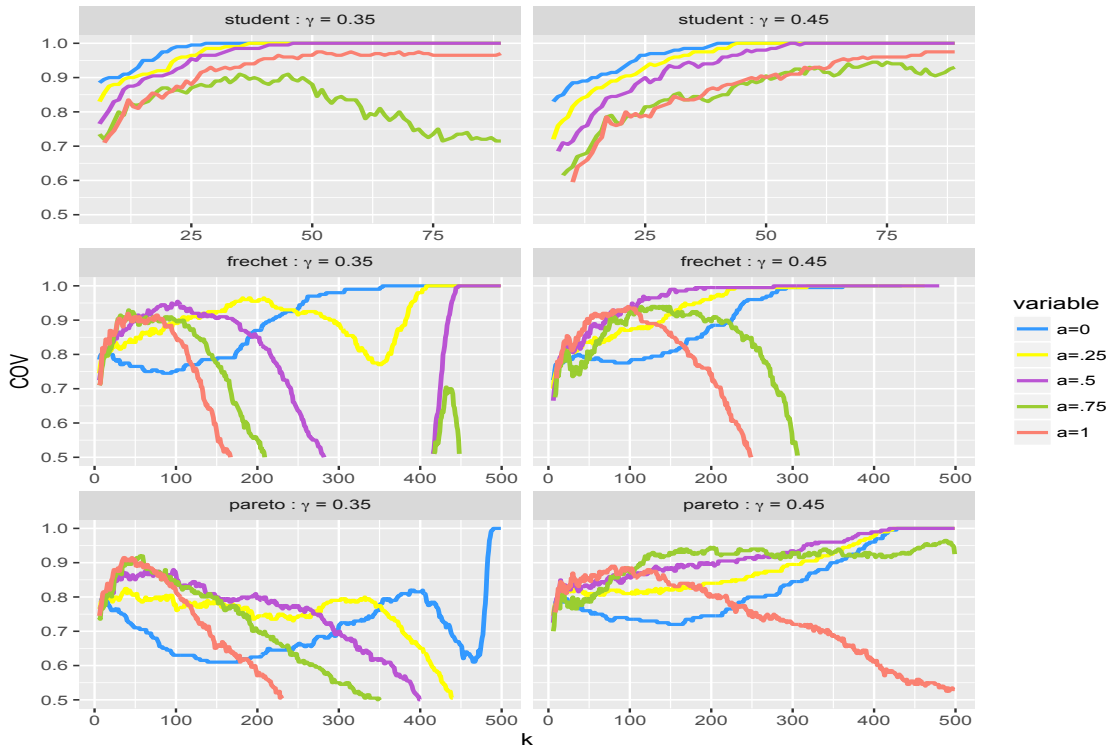 student : γ = 0.35
student : γ = 0.45
1.0
0.9
0.8
0.7
0.6
0.5
25 50 75
25 50 75
frechet : γ = 0.35
frechet : γ = 0.45
1.0
0.9
0.8
0.7
0.6
0.5
0 100 200 300 400 500
0 100 200 300 400 500
pareto : γ = 0.35
pareto : γ = 0.45
1.0
0.9
0.8
0.7
0.6
0.5
0 100 200 300 400 500
0 100 200 300 400 500
COV
k
variable
a=0
a=.25
a=.5
a=.75
a=1